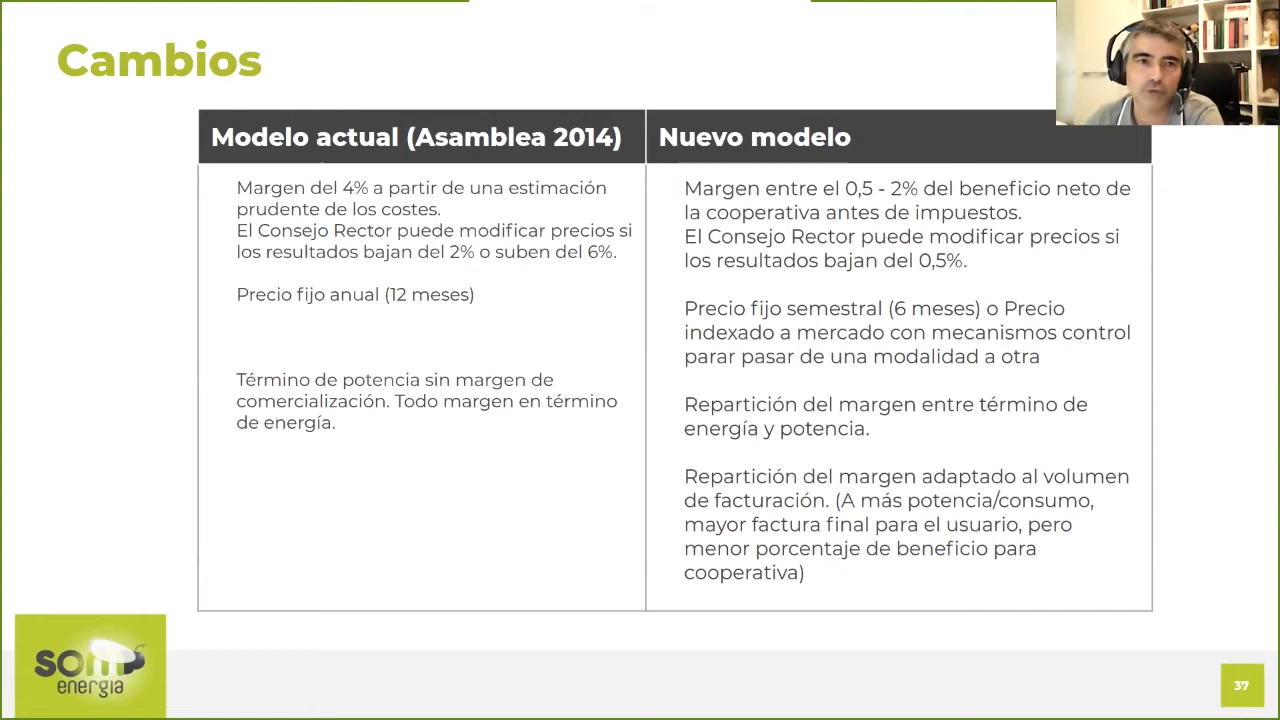 Cambios
Modelo actual (Asamblea 2014)
Nuevo modelo
Margen del 4% a partir de una estimación
prudente de los costes.
El Consejo Rector puede modificar precios si
los resultados bajan del 2% o suben del 6%.
Precio fijo anual (12 meses)
Término de potencia sin margen de
comercialización. Todo margen en término
de energía.
Margen entre el 0,5 - 2% del beneficio neto de
la cooperativa antes de impuestos.
El Consejo Rector puede modificar precios si
los resultados bajan del 0,5%.
Precio fijo semestral (6 meses) o Precio
indexado a mercado con mecanismos control
parar pasar de una modalidad a otra
Repartición del margen entre término de
energía y potencia.
Repartición del margen adaptado al volumen
de facturación. (A más potencia/consumo,
mayor factura final para el usuario, pero
menor porcentaje de beneficio para
cooperativa)
som
energia
37